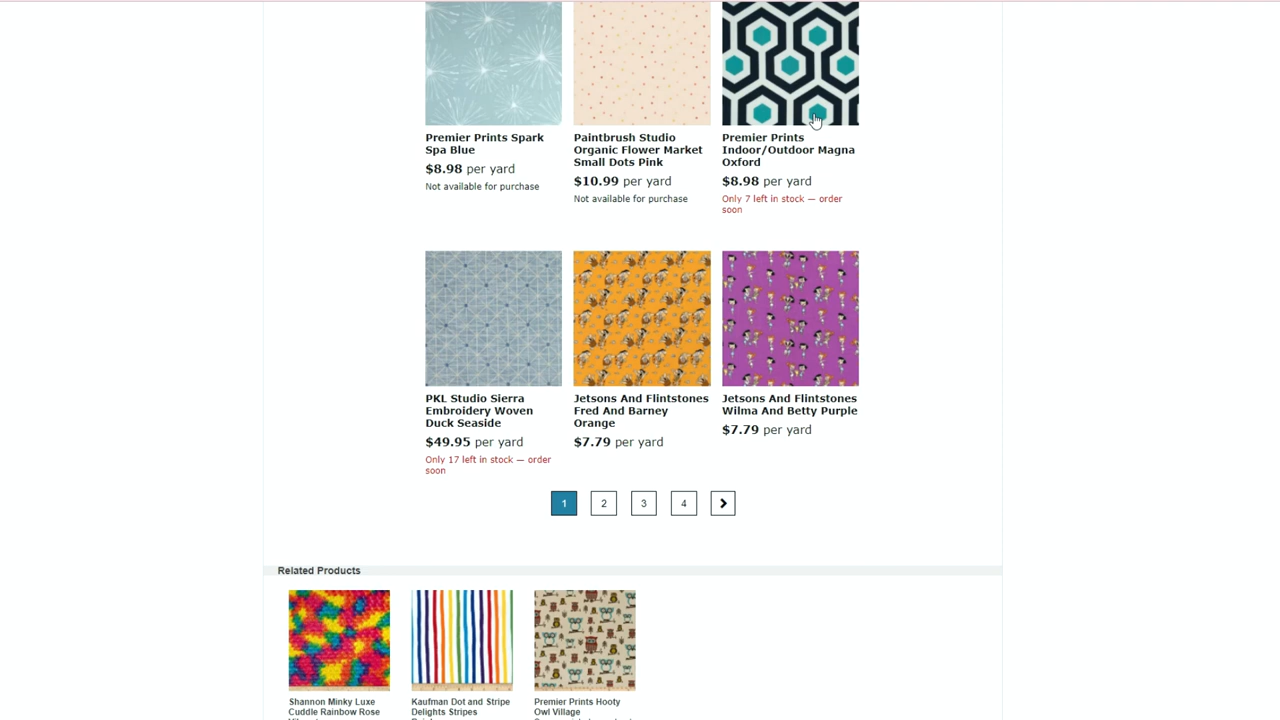 Premier Prints Spark
Spa Blue
$8.98 per yard
Not available for purchase
Paintbrush Studio
Organic Flower Market
Small Dots Pink
$10.99 per yard
Not available for purchase
Premier Prints
Indoor/Outdoor Magna
Oxford
$8.98 per yard
Only 7 left in stock — order
soon
PKL Studio Sierra
Embroidery Woven
Duck Seaside
$49.95 per yard
Only 17 left in stock — order
soon
Jetsons And Flintstones
Fred And Barney
Orange
$7.79 per yard
Jetsons And Flintstones
Wilma And Betty Purple
$7.79 per yard
1 2 3 4
Related Products
Shannon Minky Luxe
Cuddle Rainbow Rose
Kaufman Dot and Stripe
Delights Stripes
Premier Prints Hooty
Owl Village